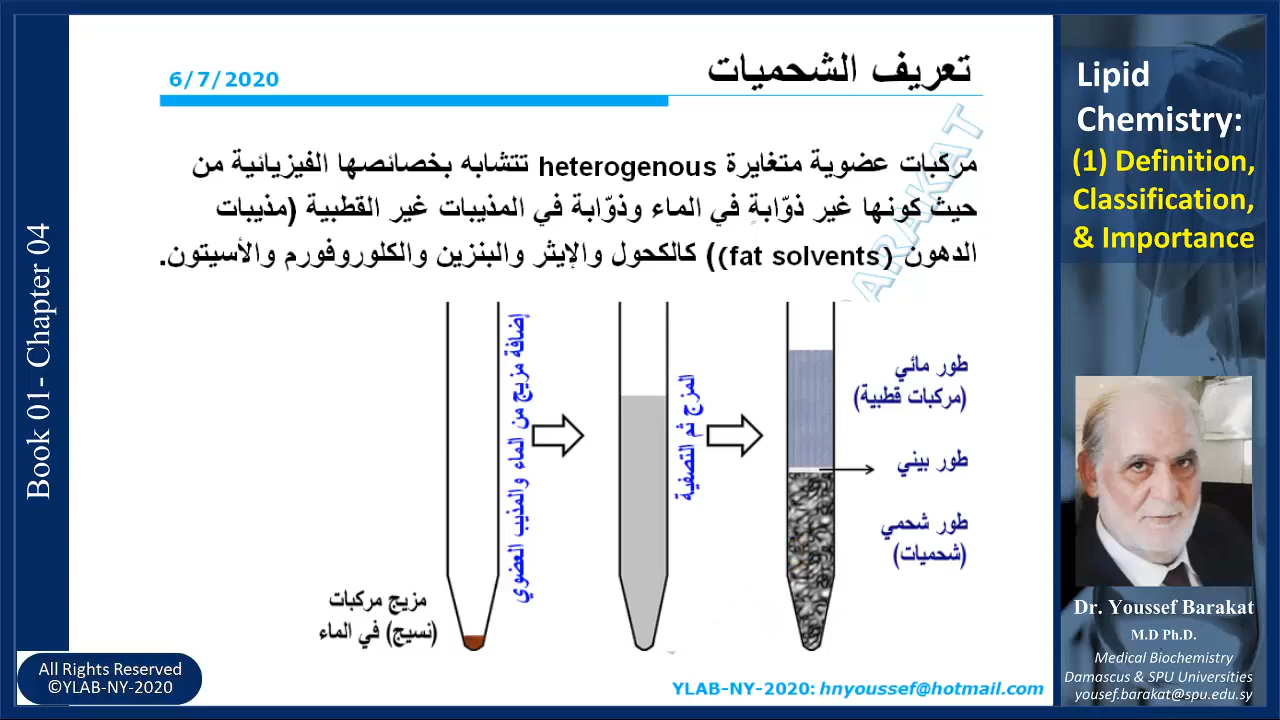 6/7/2020
تعريف الشحميات
مركبات عضوية متغايرة heterogenous تتشابه بخصائصها الفيزيائية من
حيث كونها غير ذوّابةٍ في الماء وذوّابة في المذيبات غير القطبية (مذيبات
الدهون (fat solvents)) كالكحول والإيثر والبنزين والكلوروفورم والأسيتون.
BARAKAT
إضافة مزيج من الماء والمذيب العضوي
المزج ثم التصفية
طور مائي
(مركبات قطبية)
طور بيني
طور شحمي
(شحميات)
مزيج مركبات
(نسيج) في الماء
YLAB-NY-2020: hnyoussef@hotmail.com
Book 01- Chapter 04
All Rights Reserved
©YLAB-NY-2020
Lipid
Chemistry:
(1) Definition,
Classification,
& Importance
Dr. Youssef Barakat
M.D Ph.D.
Medical Biochemistry
Damascus & SPU Universities
yousef.barakat@spu.edu.sy